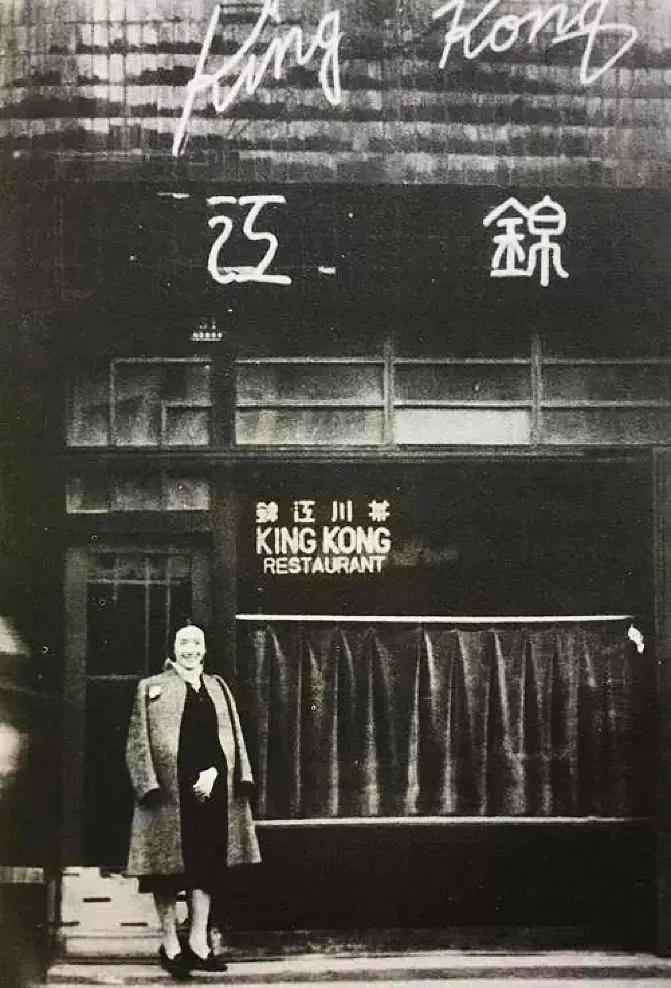 King Kong
錦江
錦江川菜
KING KONG
RESTAURANT